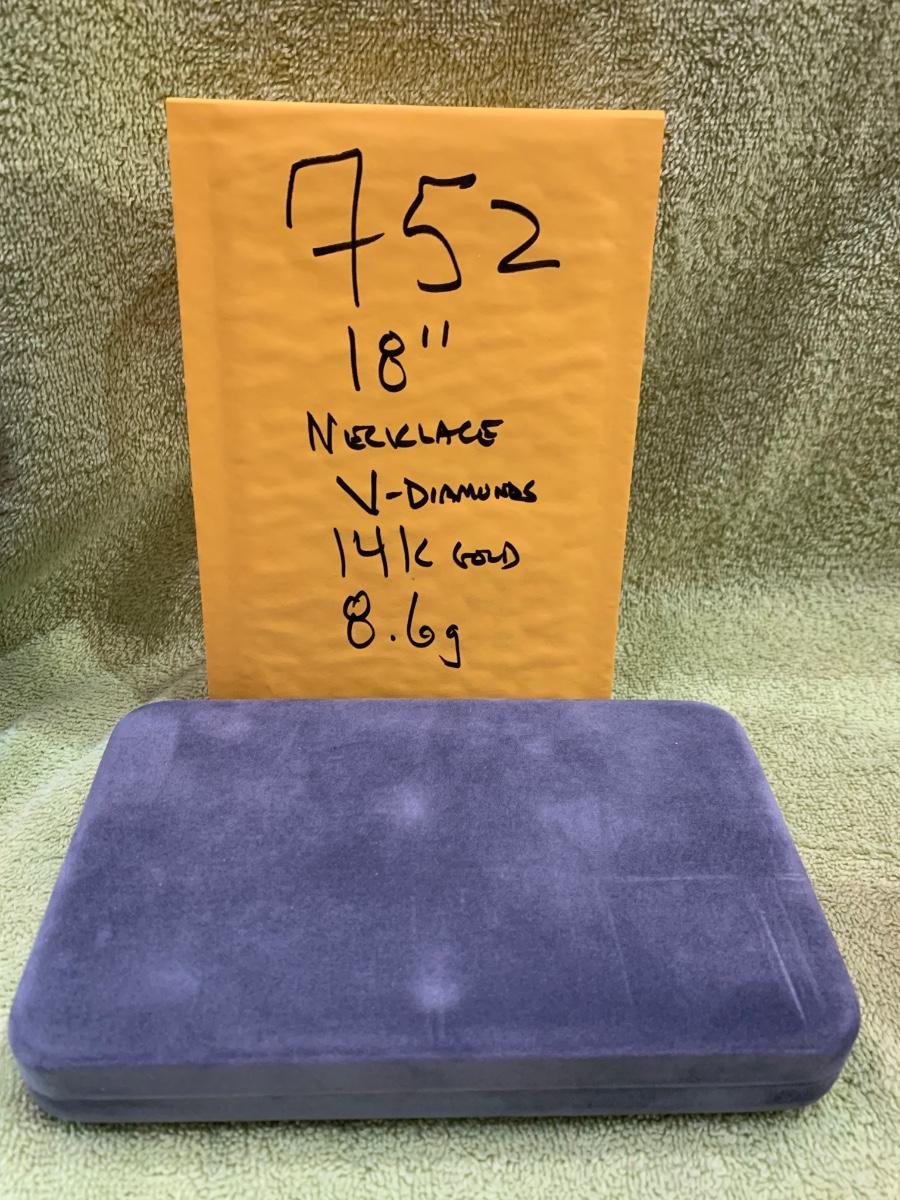 752
18"
NECKLACE
V-DIAMONDS
14K GOLD
8.6g